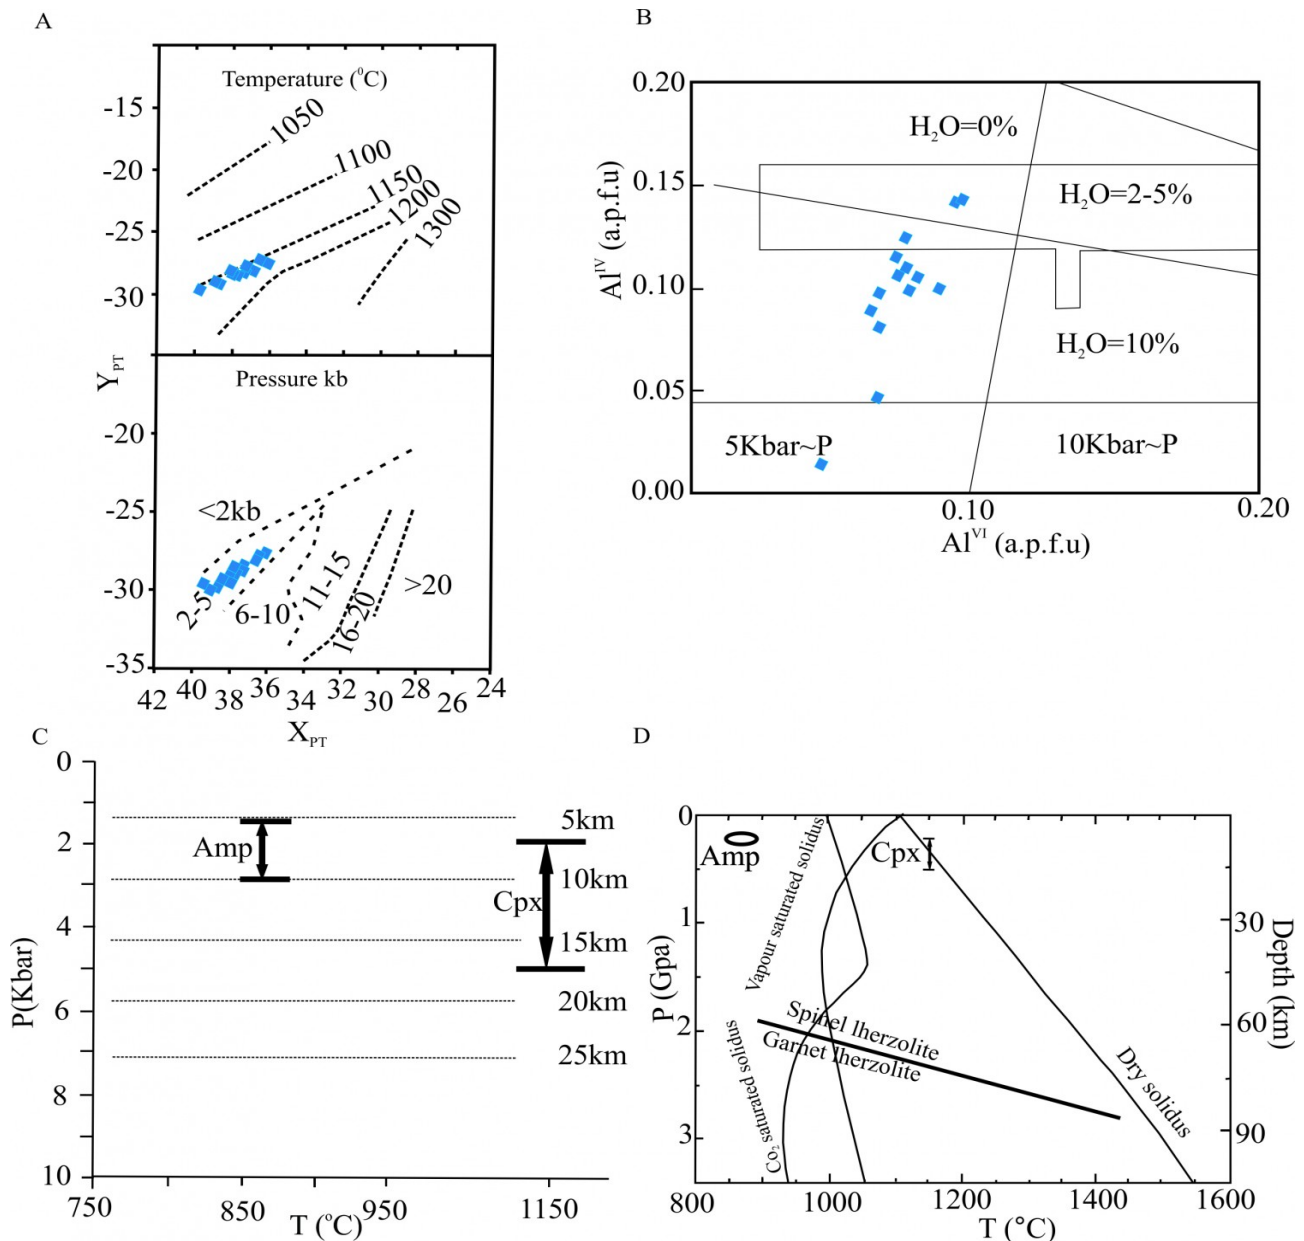 A
Temperature (⁰C)
-15
-20
-25
-30
1050
1100
1150
1200
1300
Y_PT
Pressure kb
-20
-25
-30
-35
<2kb
2-5
6-10
11-15
16-20
>20
42 40 38 36 34 32 30 28 26 24
X_PT
B
0.20
0.15
0.10
0.05
0.00
Al^IV (a.p.f.u)
H₂O=0%
H₂O=2-5%
H₂O=10%
5Kbar~P
10Kbar~P
0.10
0.20
Al^VI (a.p.f.u)
C
0
2
4
6
8
10
P(Kbar)
Amp
Cpx
5km
10km
15km
20km
25km
750 850 950 1150
T (°C)
D
0
1
2
3
P (Gpa)
Amp
Vapour saturated solidus
Cpx
Spinel lherzolite
Garnet lherzolite
Co₂ saturated solidus
Dry solidus
30
60
90
Depth (km)
800 1000 1200 1400 1600
T (°C)